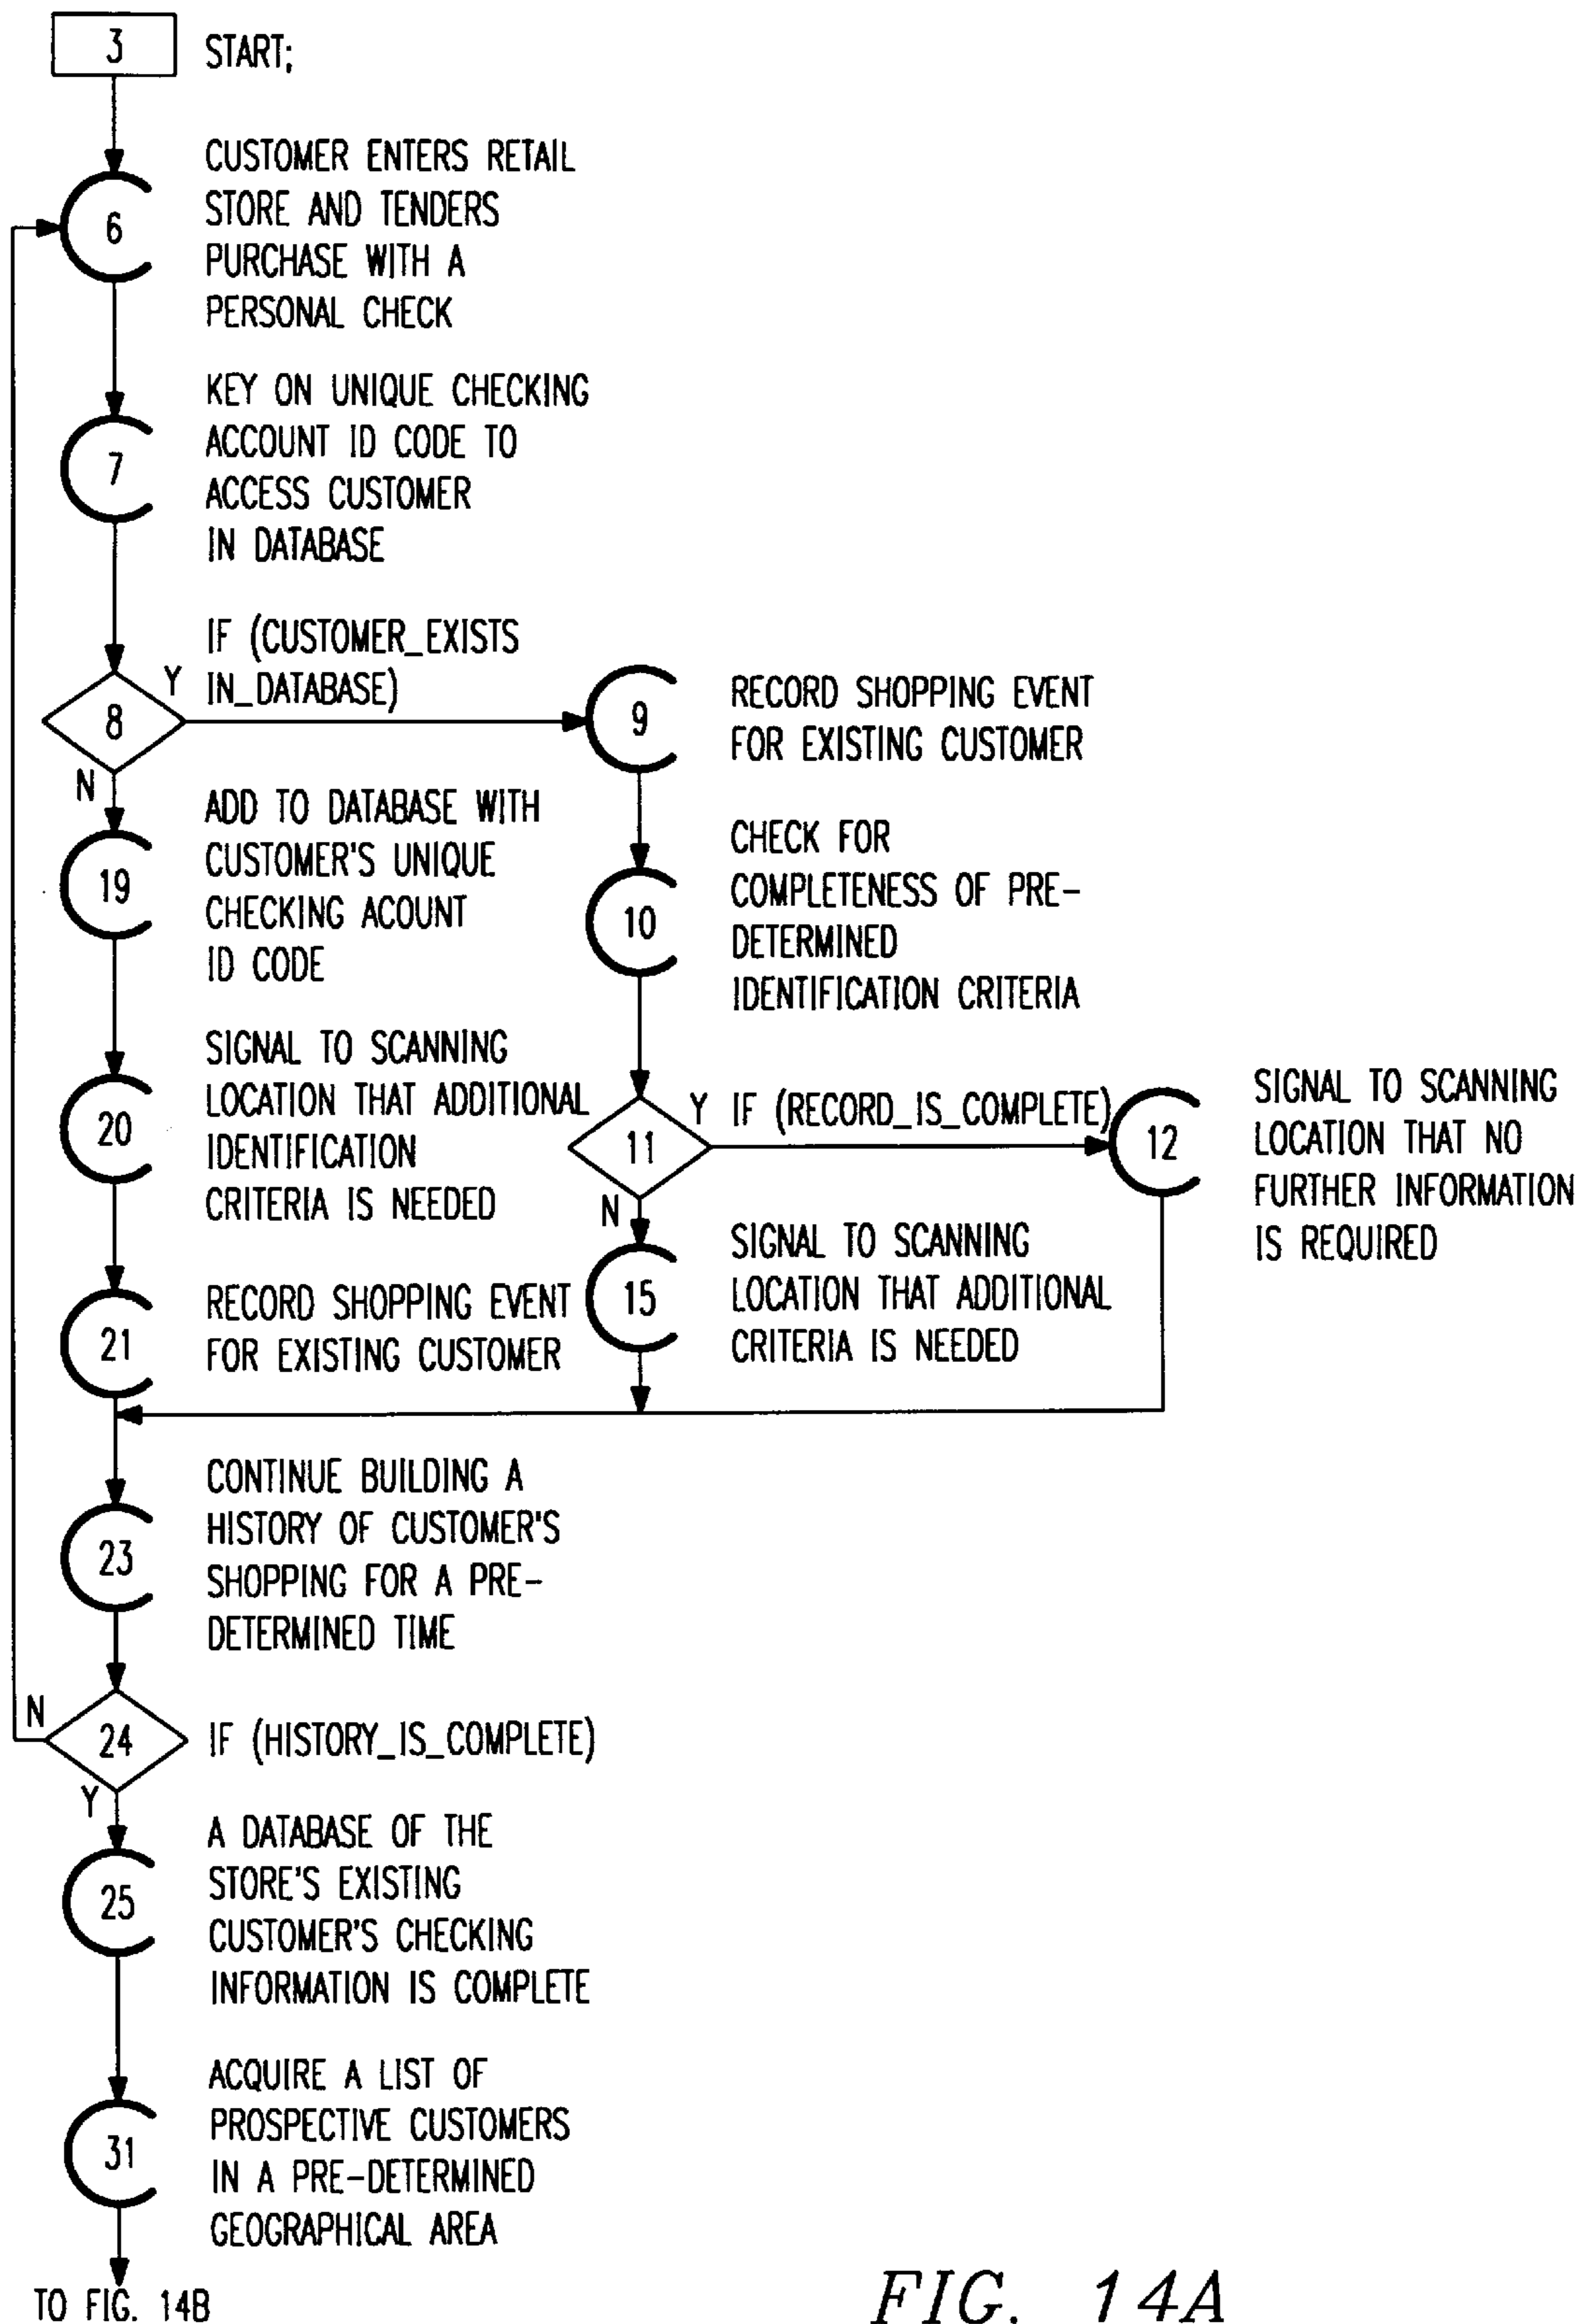 3 START;
CUSTOMER ENTERS RETAIL
STORE AND TENDERS
6
PURCHASE WITH A
PERSONAL CHECK
KEY ON UNIQUE CHECKING
ACCOUNT ID CODE TO
7
ACCESS CUSTOMER
IN DATABASE
IF (CUSTOMER_EXISTS
Y IN_DATABASE)
8
N
9
RECORD SHOPPING EVENT
FOR EXISTING CUSTOMER
ADD TO DATABASE WITH
CUSTOMER'S UNIQUE
19
CHECKING ACOUNT
ID CODE
CHECK FOR
COMPLETENESS OF PRE-
10
DETERMINED
IDENTIFICATION CRITERIA
SIGNAL TO SCANNING
LOCATION THAT ADDITIONAL
20
IDENTIFICATION
CRITERIA IS NEEDED
Y IF (RECORD_IS_COMPLETE)
11
N
12
SIGNAL TO SCANNING
LOCATION THAT NO
FURTHER INFORMATION
IS REQUIRED
SIGNAL TO SCANNING
15
LOCATION THAT ADDITIONAL
CRITERIA IS NEEDED
RECORD SHOPPING EVENT
21
FOR EXISTING CUSTOMER
CONTINUE BUILDING A
HISTORY OF CUSTOMER'S
23
SHOPPING FOR A PRE-
DETERMINED TIME
N
24 IF (HISTORY_IS_COMPLETE)
Y
A DATABASE OF THE
STORE'S EXISTING
25
CUSTOMER'S CHECKING
INFORMATION IS COMPLETE
ACQUIRE A LIST OF
PROSPECTIVE CUSTOMERS
31
IN A PRE-DETERMINED
GEOGRAPHICAL AREA
TO FIG. 14B
FIG. 14A